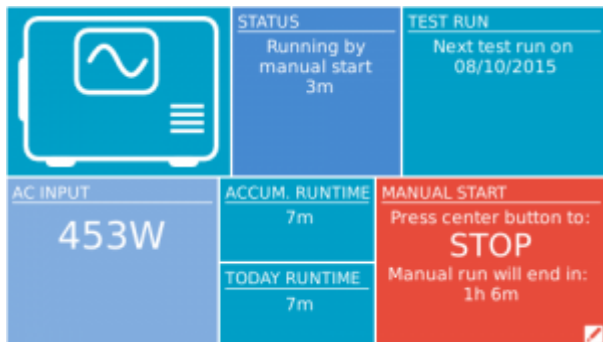 STATUS
Running by
manual start
3m
TEST RUN
Next test run on
08/10/2015
AC INPUT
453W
ACCUM. RUNTIME
7m
TODAY RUNTIME
7m
MANUAL START
Press center button to:
STOP
Manual run will end in:
1h 6m